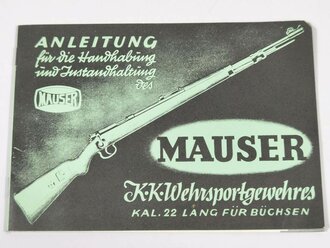 ANLEITUNG
für die Handhabung
und Instandhaltung
des
MAUSER
MAUSER
K.K.Wehrsportgewehres
KAL. 22 LANG FÜR BÜCHSEN